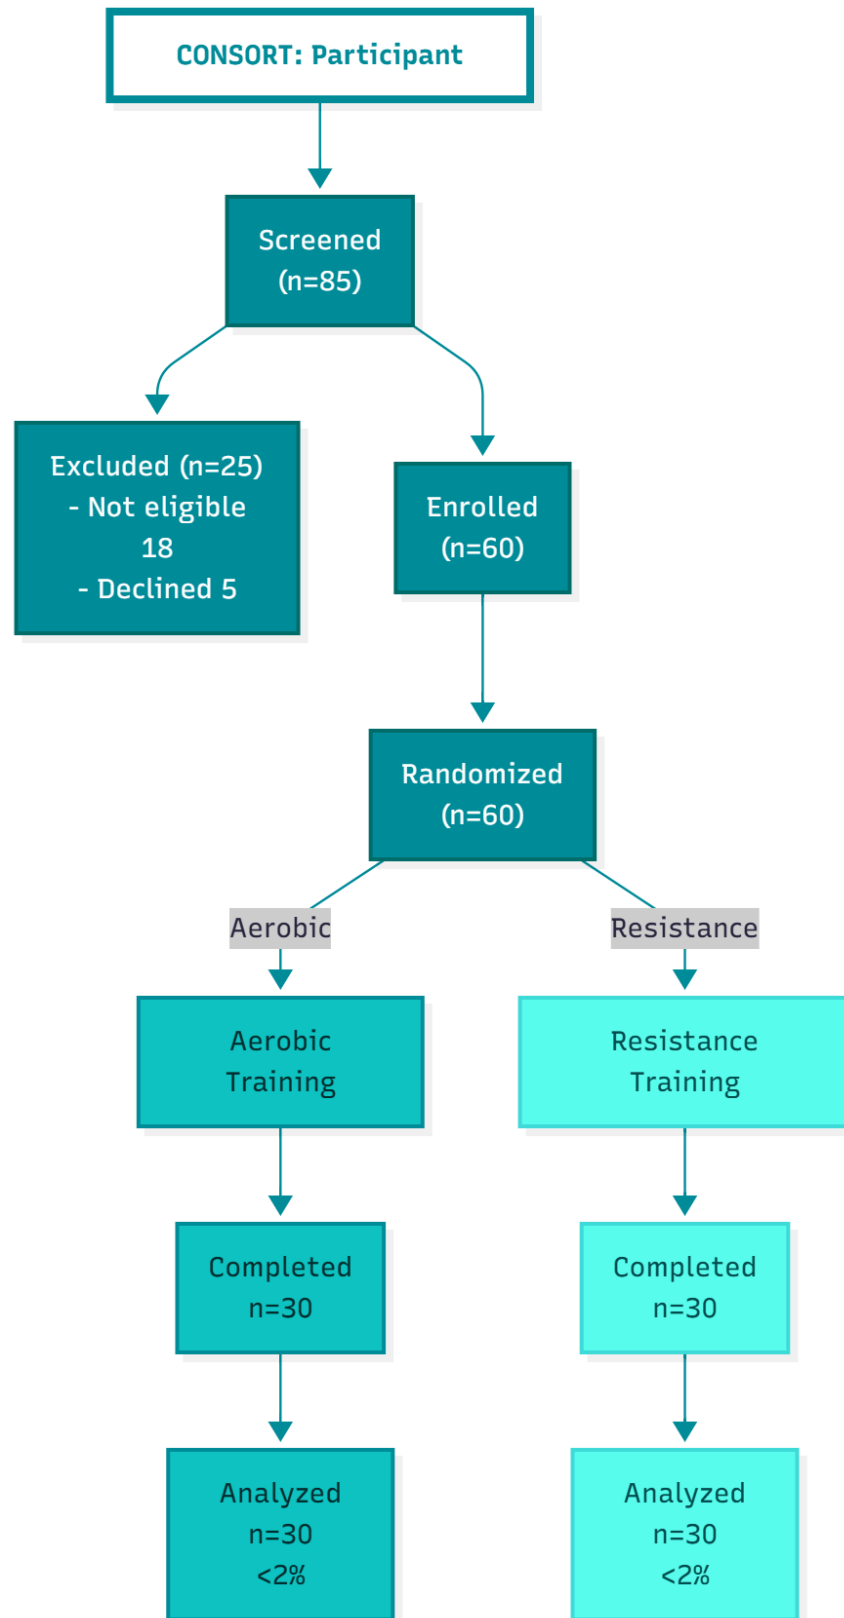 CONSORT: Participant
Screened
(n=85)
Excluded (n=25)
- Not eligible
18
- Declined 5
Enrolled
(n=60)
Randomized
(n=60)
Aerobic
Resistance
Aerobic
Training
Resistance
Training
Completed
n=30
Completed
n=30
Analyzed
n=30
<2%
Analyzed
n=30
<2%